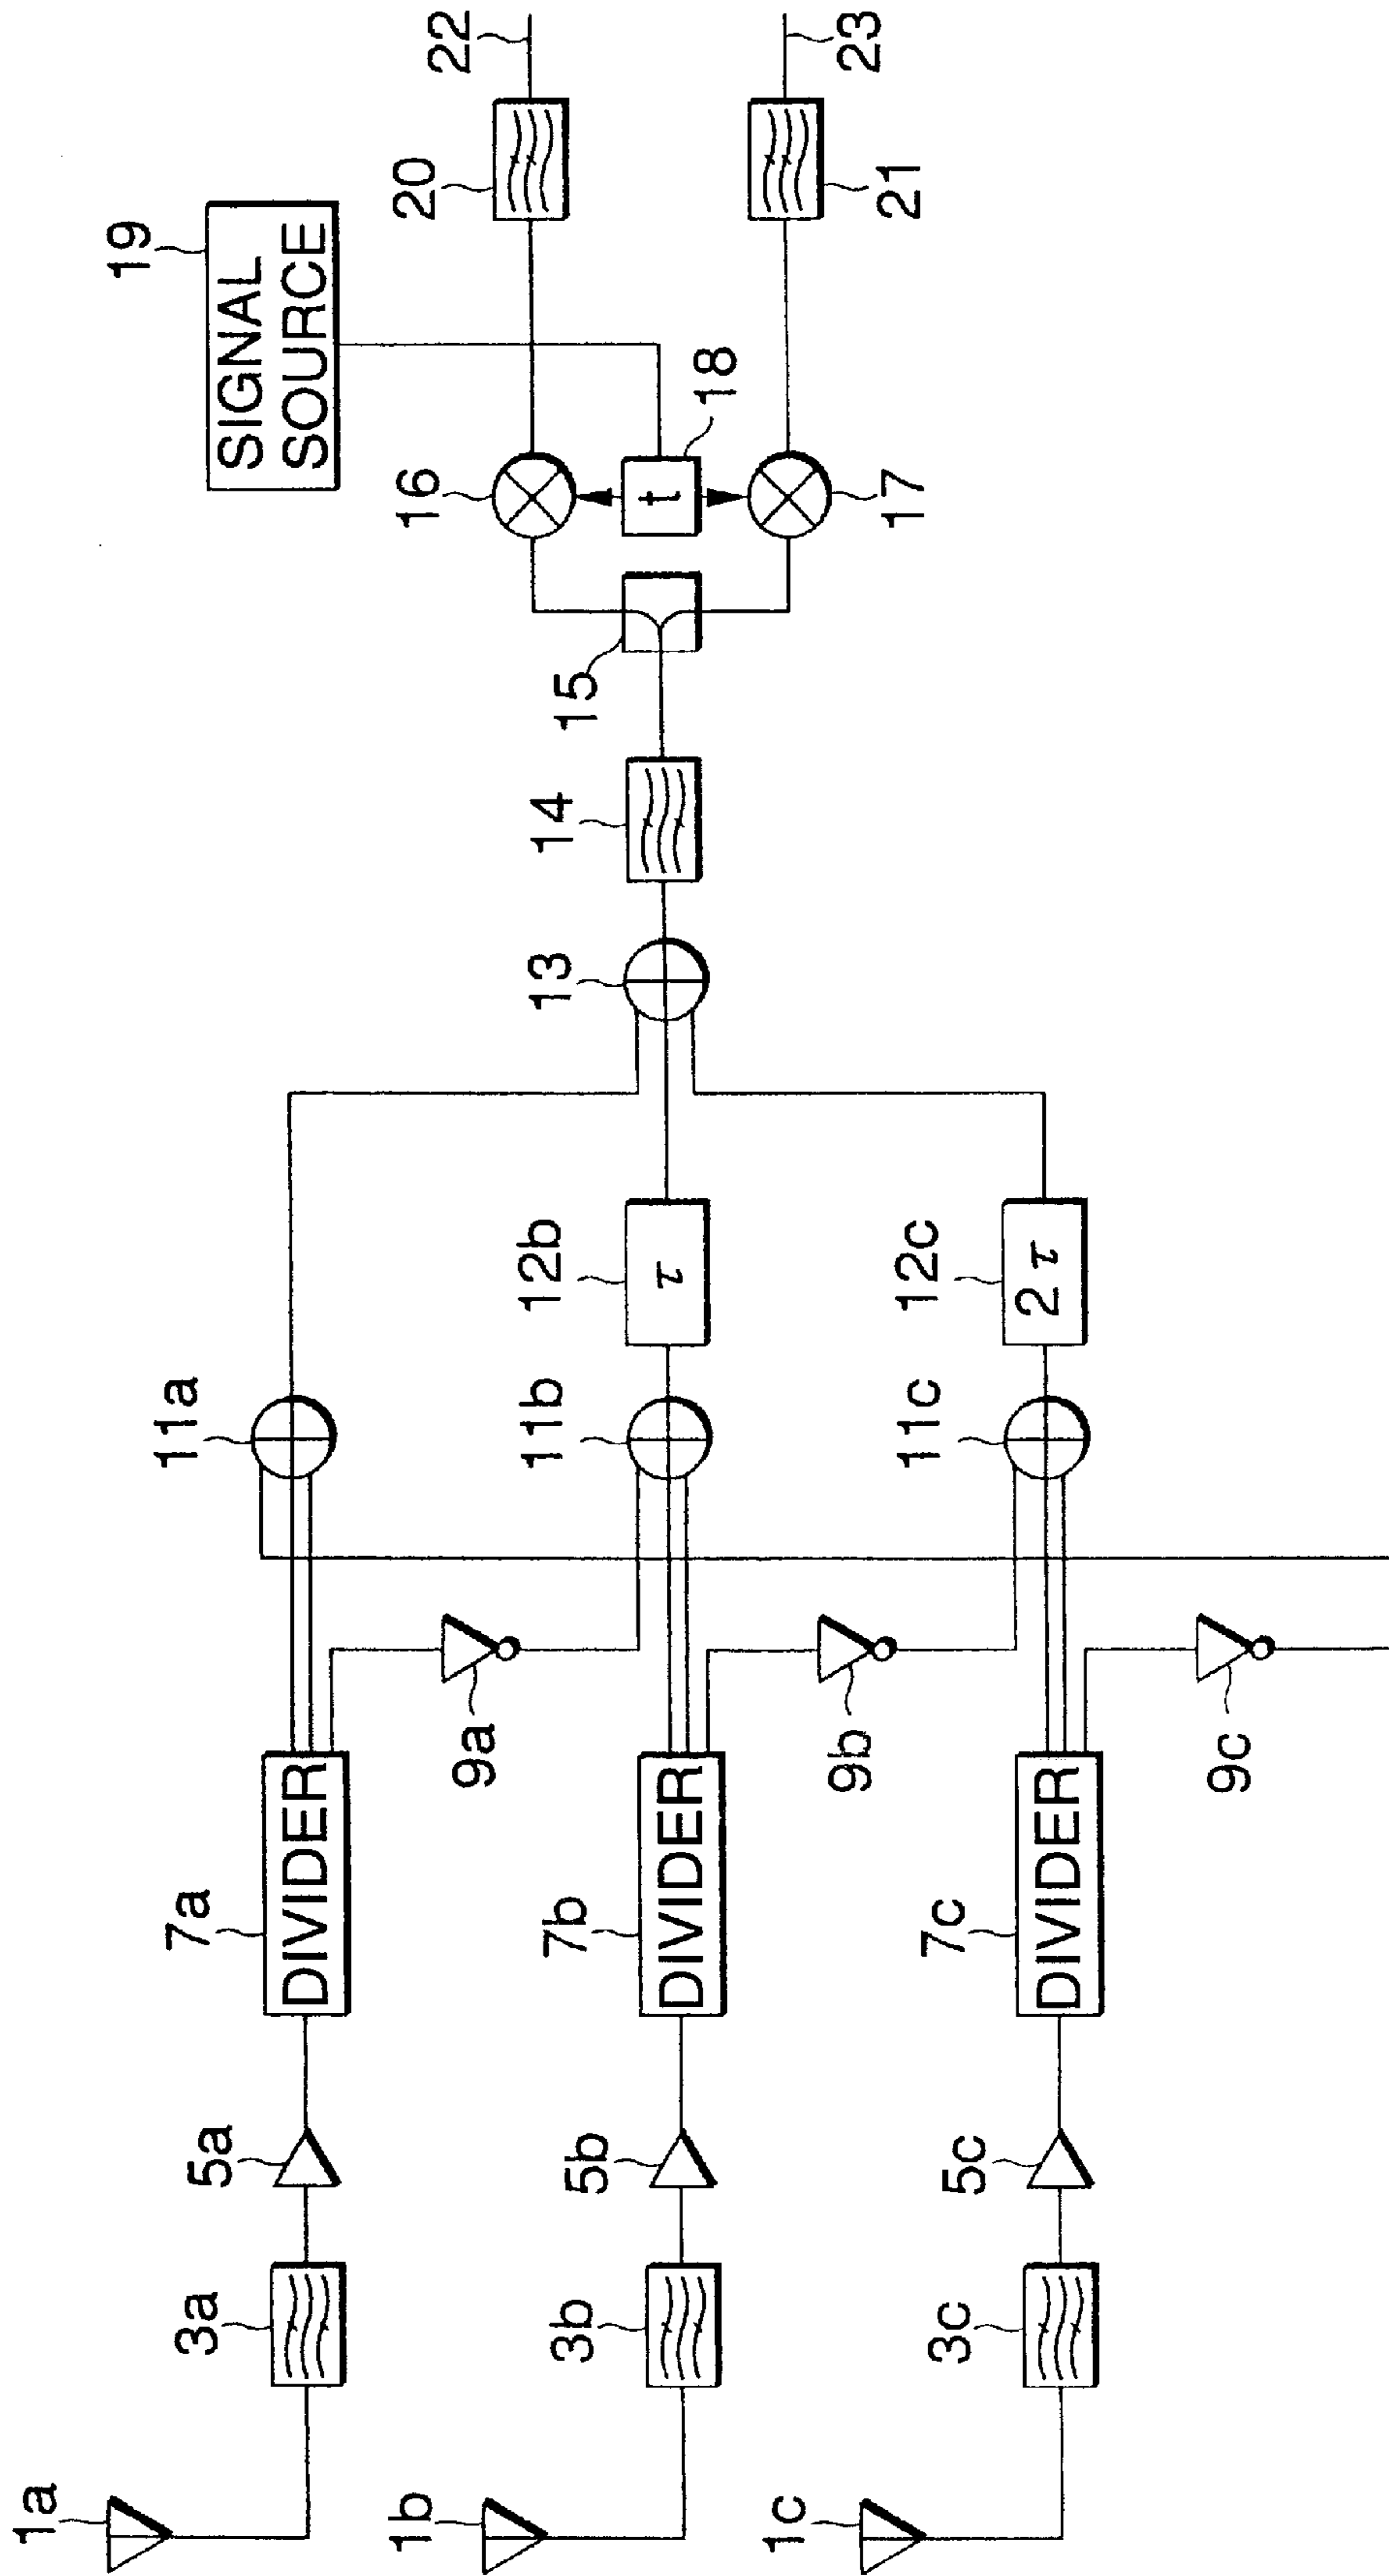 1a
3a
5a
7a
DIVIDER
9a
11a
1b
3b
5b
7b
DIVIDER
9b
11b
12b
τ
1c
3c
5c
7c
DIVIDER
9c
11c
12c
2τ
13
14
15
16
17
18
t
19
SIGNAL
SOURCE
20
21
22
23